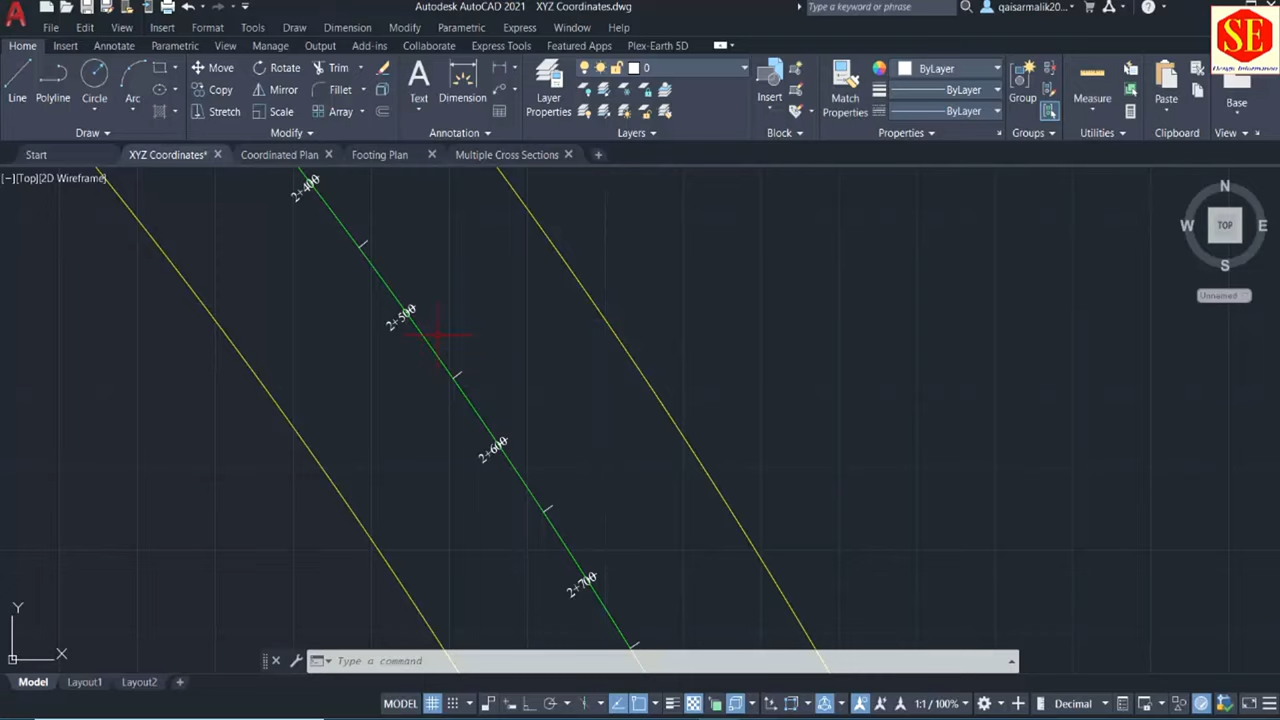 Autodesk AutoCAD 2021 XYZ Coordinates.dwg
Type a keyword or phrase
qaisarmalik20...
File Edit View Insert Format Tools Draw Dimension Modify Parametric Express Window Help
Home Insert Annotate Parametric View Manage Output Add-ins Collaborate Express Tools Featured Apps Plex-Earth 5D
SE
Line Polyline Circle Arc
Move Rotate Trim
Copy Mirror Fillet
Stretch Scale Array
Text Dimension
Layer Properties
0
Insert
Match Properties
ByLayer
ByLayer
ByLayer
Group
Measure
Paste
Base
Draw Modify Annotation Layers Block Properties Groups Utilities Clipboard View
Start XYZ Coordinates* Coordinated Plan Footing Plan Multiple Cross Sections
[−][Top][2D Wireframe]
2+400
2+500
2+600
2+700
N
W TOP E
S
Unnamed
Y
X
Type a command
Model Layout1 Layout2
MODEL
1:1 / 100%
Decimal